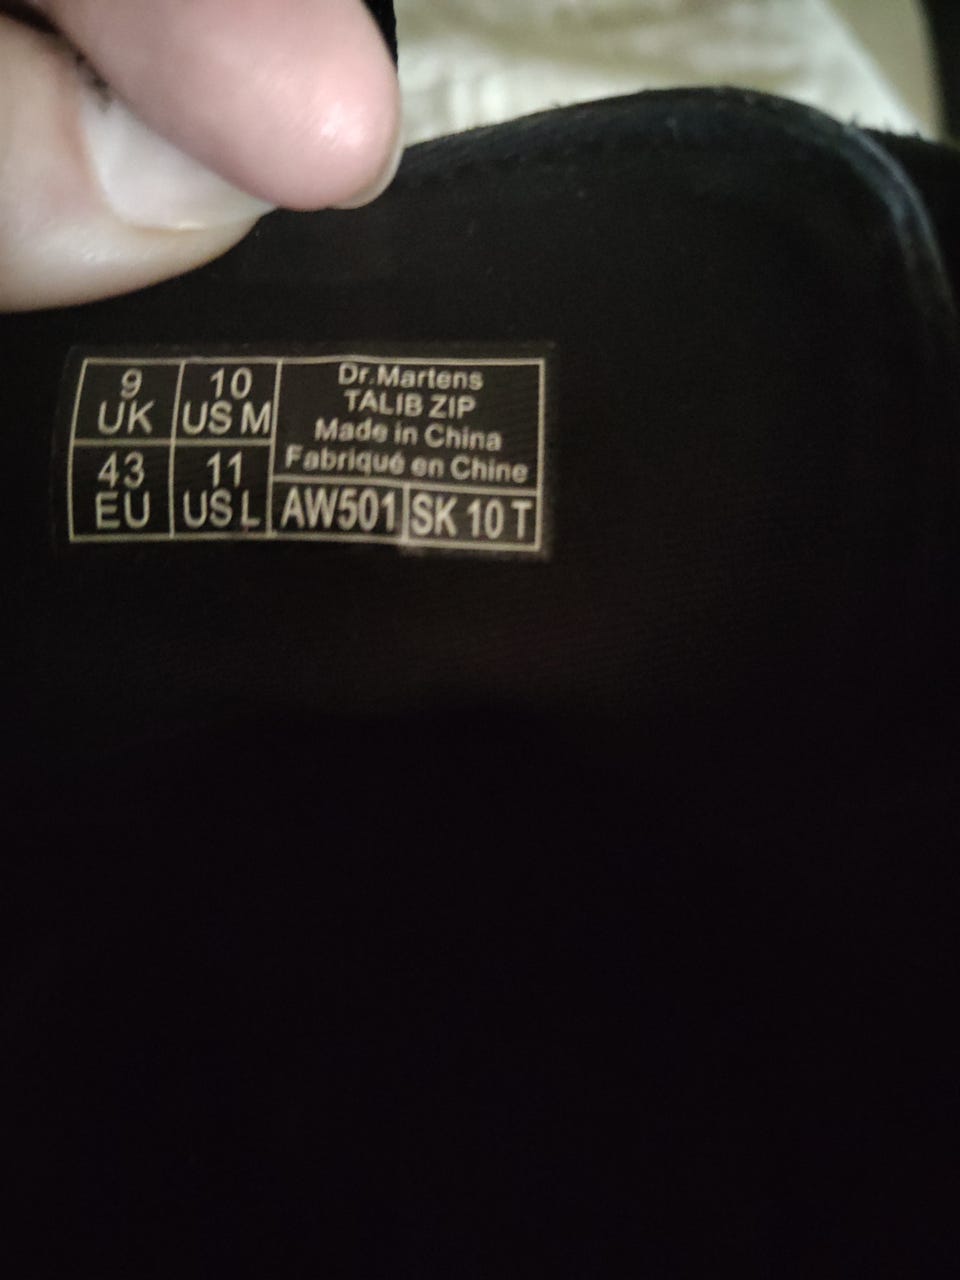 9
UK
10
US M
43
EU
11
US L
Dr.Martens
TALIB ZIP
Made in China
Fabriqué en Chine
AW501
SK 10 T